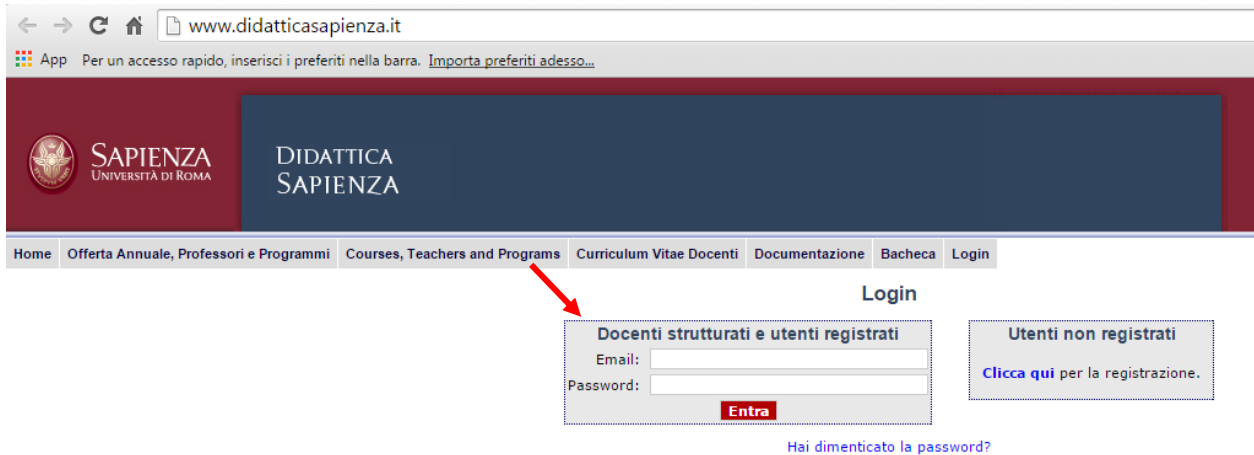 www.didatticasapienza.it
App Per un accesso rapido, inserisci i preferiti nella barra. Importa preferiti adesso...
SAPIENZA
UNIVERSITÀ DI ROMA
DIDATTICA
SAPIENZA
Home Offerta Annuale, Professori e Programmi Courses, Teachers and Programs Curriculum Vitae Docenti Documentazione Bacheca Login
Login
Docenti strutturati e utenti registrati
Email:
Password:
Entra
Utenti non registrati
Clicca qui per la registrazione.
Hai dimenticato la password?